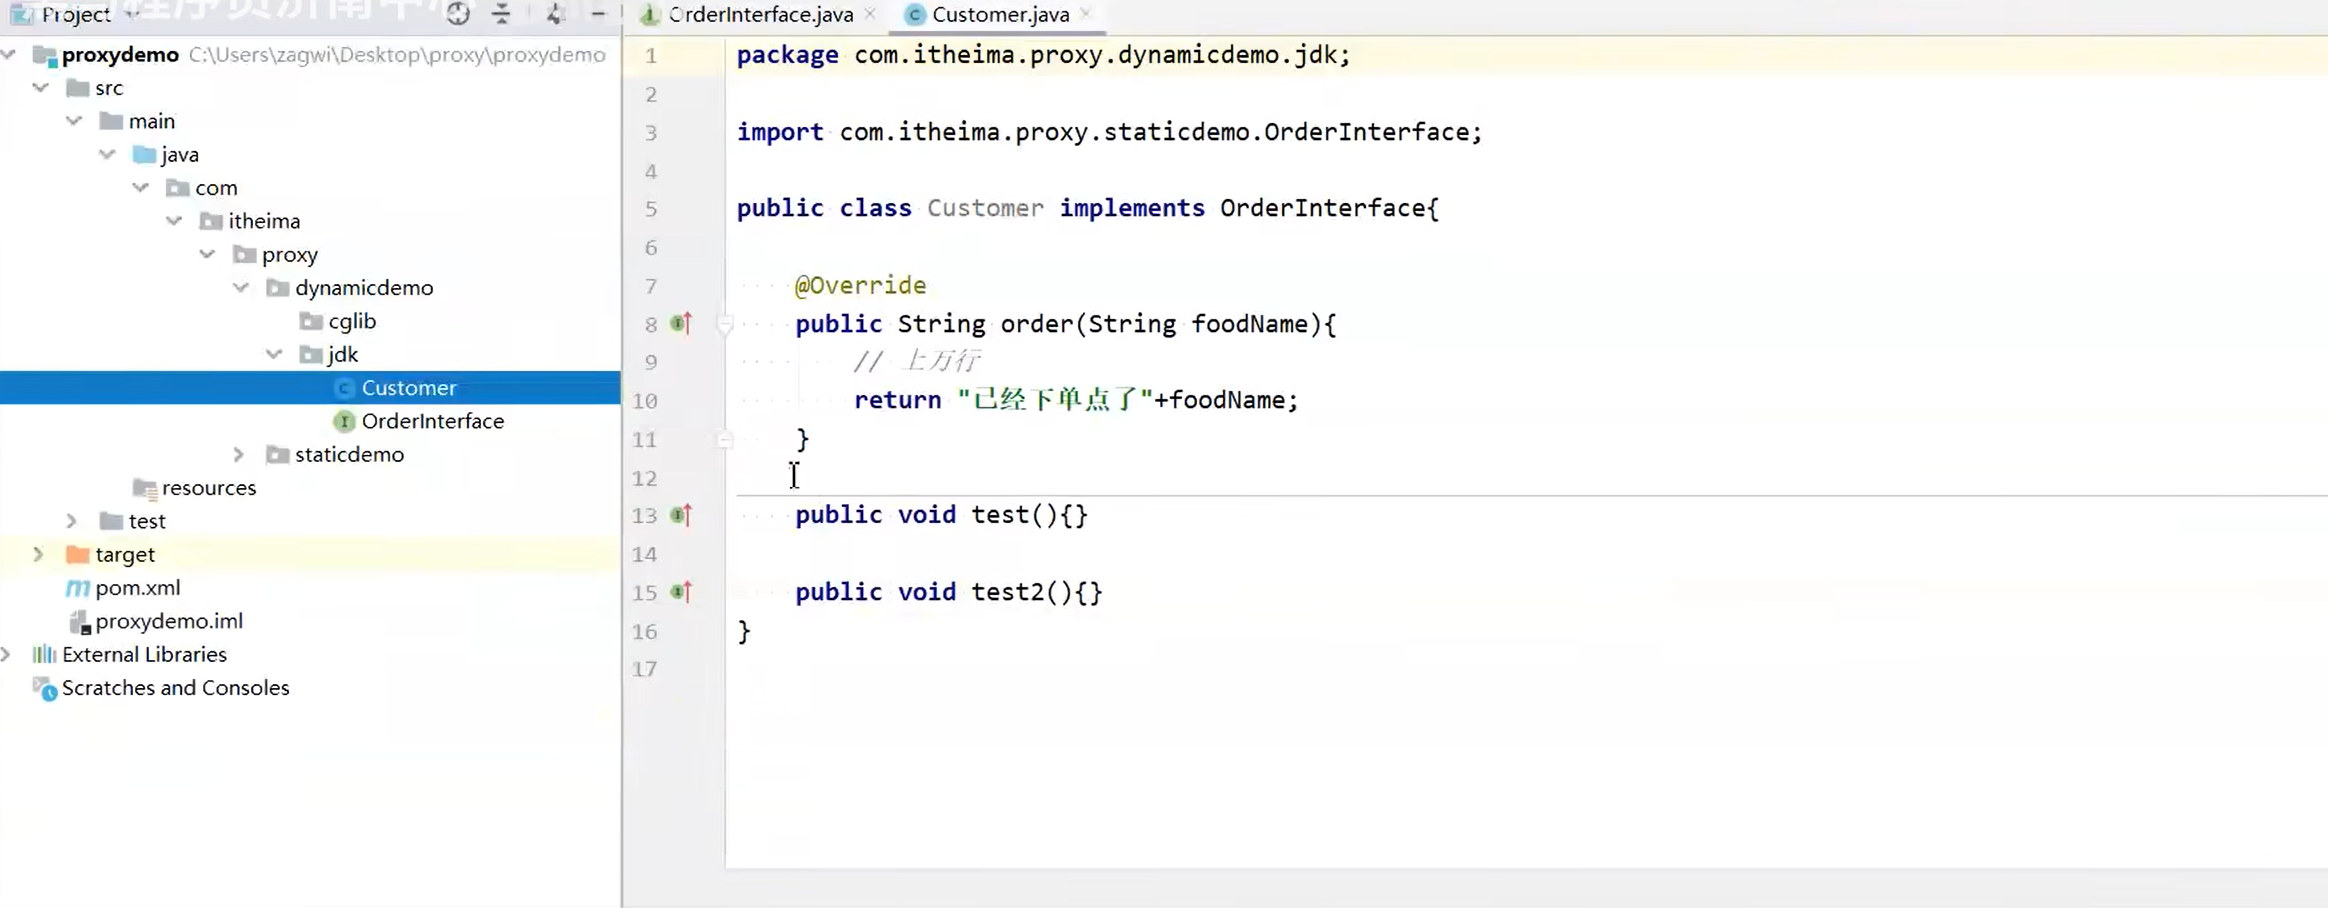 Project
OrderInterface.java
Customer.java
proxydemo C:\Users\zagwi\Desktop\proxy\proxydemo
src
main
java
com
itheima
proxy
dynamicdemo
cglib
jdk
Customer
OrderInterface
staticdemo
resources
test
target
pom.xml
proxydemo.iml
External Libraries
Scratches and Consoles
1 package com.itheima.proxy.dynamicdemo.jdk;
2
3 import com.itheima.proxy.staticdemo.OrderInterface;
4
5 public class Customer implements OrderInterface{
6
7 @Override
8 public String order(String foodName){
9 // 上万行
10 return "已经下单点了"+foodName;
11 }
12
13 public void test(){}
14
15 public void test2(){}
16 }
17